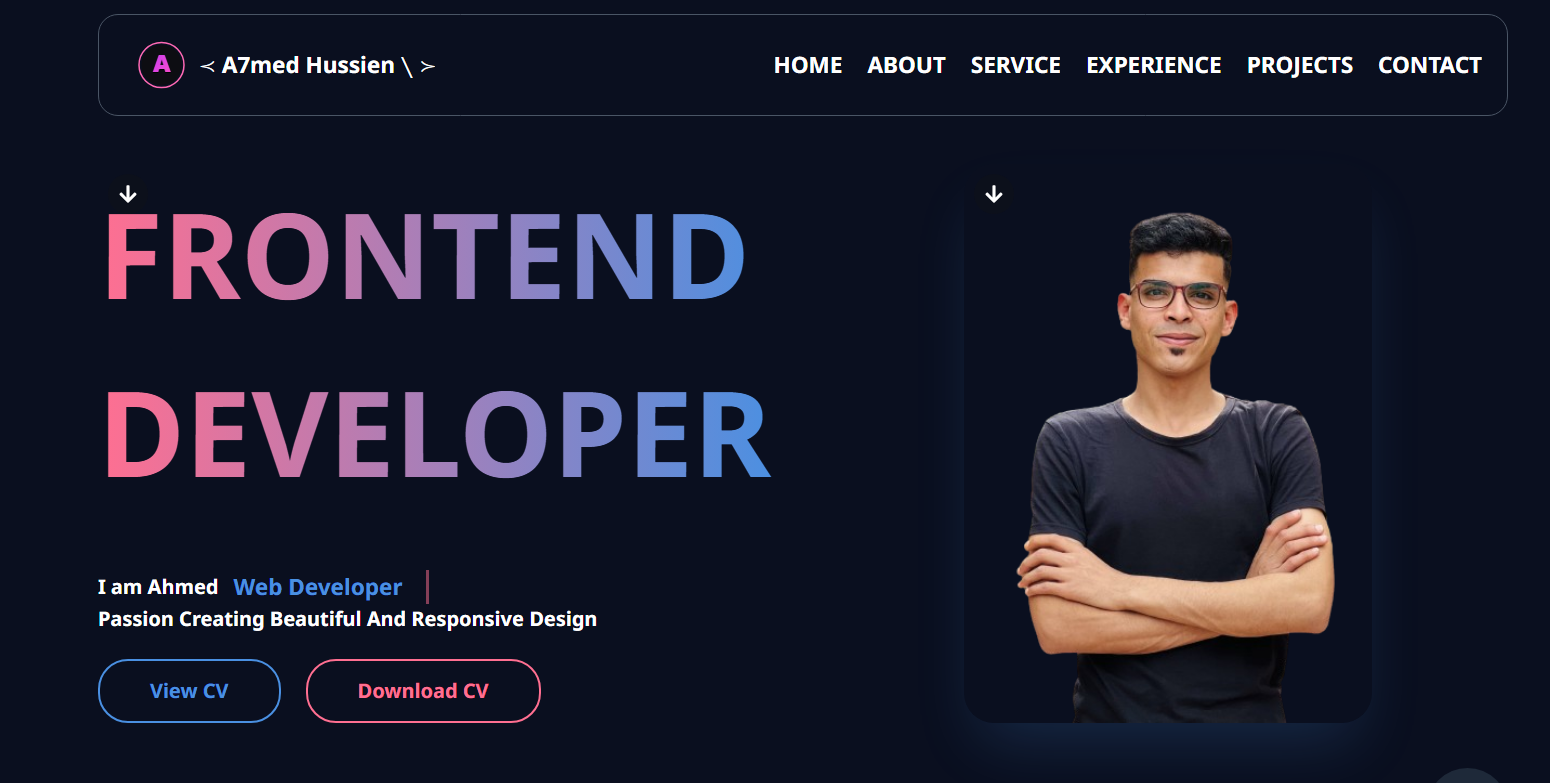 A
≺ A7med Hussien \ ≻
HOME ABOUT SERVICE EXPERIENCE PROJECTS CONTACT
FRONTEND
DEVELOPER
I am Ahmed Web Developer
Passion Creating Beautiful And Responsive Design
View CV Download CV